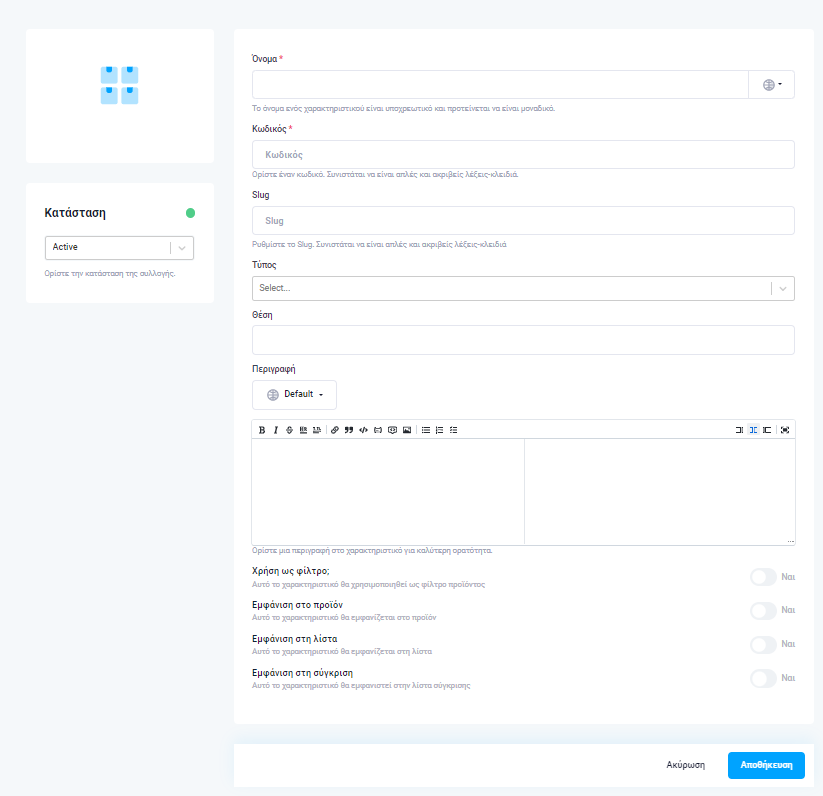 Κατάσταση
Active
Ορίστε την κατάσταση της συλλογής.
Όνομα *
Το όνομα ενός χαρακτηριστικού είναι υποχρεωτικό και προτείνεται να είναι μοναδικό.
Κωδικός *
Κωδικός
Ορίστε έναν κωδικό. Συνιστάται να είναι απλές και ακριβείς λέξεις-κλειδιά.
Slug
Slug
Ρυθμίστε το Slug. Συνιστάται να είναι απλές και ακριβείς λέξεις-κλειδιά
Τύπος
Select...
Θέση
Περιγραφή
Default
Ορίστε μια περιγραφή στο χαρακτηριστικό για καλύτερη ορατότητα.
Χρήση ως φίλτρο;
Αυτό το χαρακτηριστικό θα χρησιμοποιηθεί ως φίλτρο προϊόντος
Ναι
Εμφάνιση στο προϊόν
Αυτό το χαρακτηριστικό θα εμφανίζεται στο προϊόν
Ναι
Εμφάνιση στη λίστα
Αυτό το χαρακτηριστικό θα εμφανίζεται στη λίστα
Ναι
Εμφάνιση στη σύγκριση
Αυτό το χαρακτηριστικό θα εμφανιστεί στην λίστα σύγκρισης
Ναι
Ακύρωση
Αποθήκευση